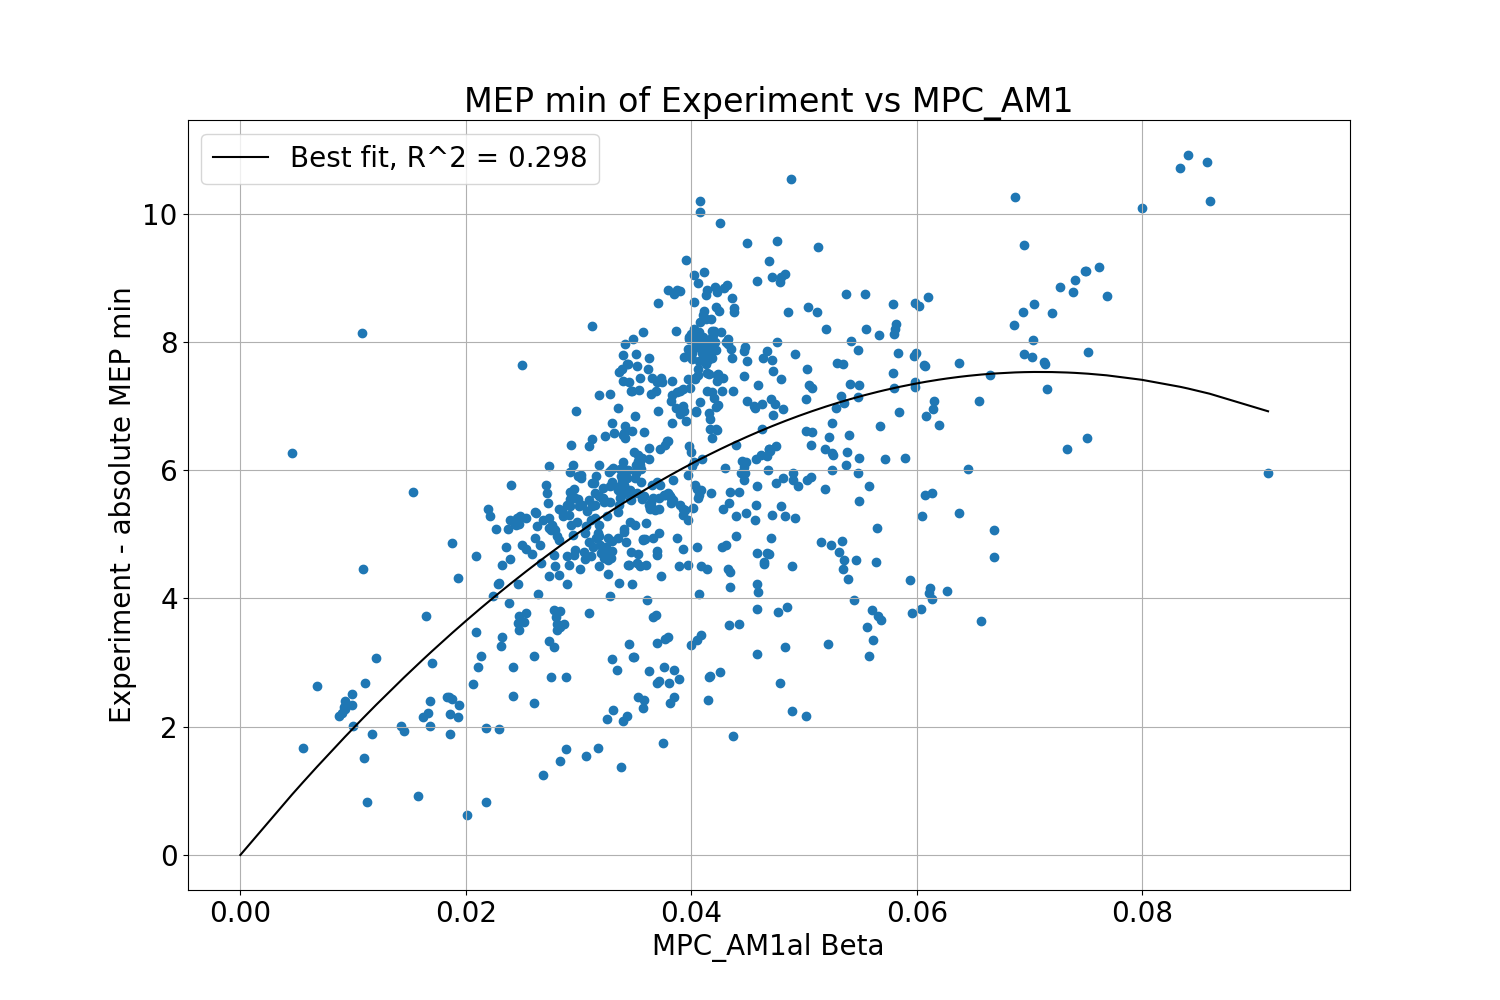 MEP min of Experiment vs MPC_AM1
Best fit, R^2 = 0.298
Experiment - absolute MEP min
10
8
6
4
2
0
0.00 0.02 0.04 0.06 0.08
MPC_AM1al Beta